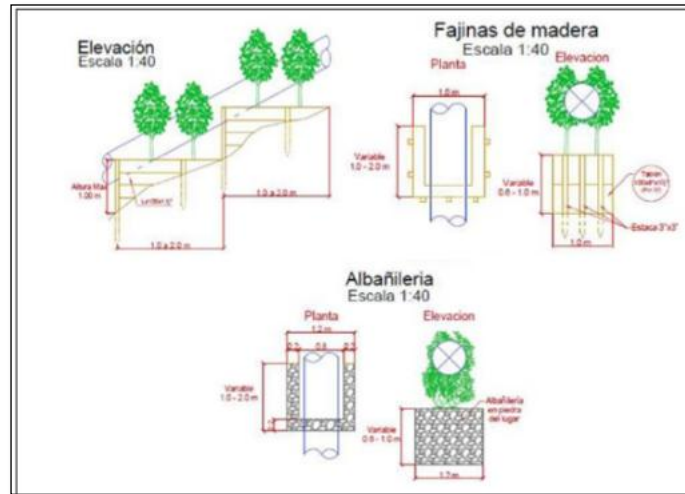 Elevación
Escala 1:40
Altura Max
1.00 m
1.0 a 2.0 m
1.0 a 2.0 m
Fajinas de madera
Escala 1:40
Planta
Elevacion
1.0 m
Variable
1.0 - 2.0 m
Variable
0.6 - 1.0 m
Estaca 3"x3"
1.0 m
Albañileria
Escala 1:40
Planta
Elevacion
1.2 m
0.8
Variable
1.0 - 2.0 m
Variable
0.6 - 1.0 m
Albañilería
en piedra
del lugar